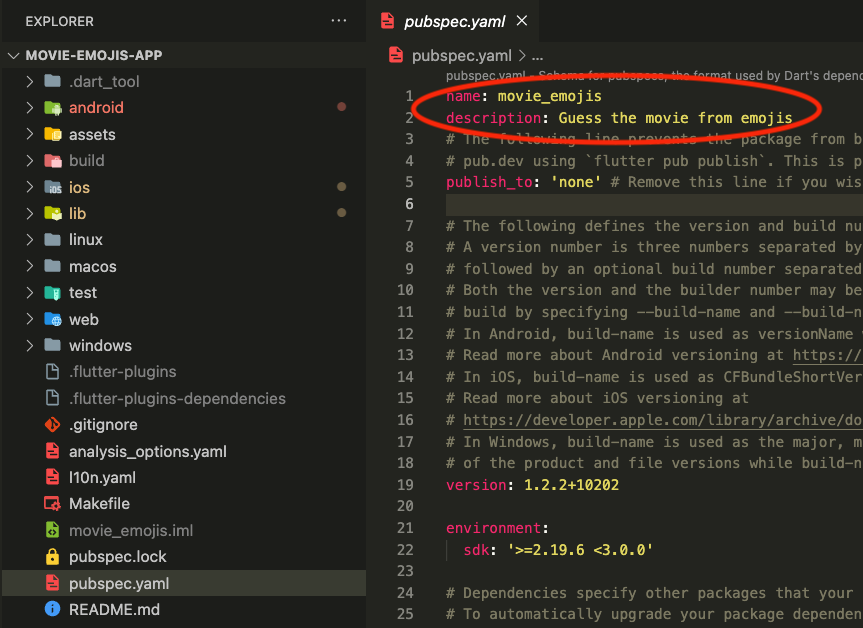 EXPLORER
...
MOVIE-EMOJIS-APP
.dart_tool
android
assets
build
ios
lib
linux
macos
test
web
windows
.flutter-plugins
.flutter-plugins-dependencies
.gitignore
analysis_options.yaml
l10n.yaml
Makefile
movie_emojis.iml
pubspec.lock
pubspec.yaml
README.md
pubspec.yaml
pubspec.yaml > ...
pubspec.yaml - Schema for pubspecs, the format used by Dart's depen
1 name: movie_emojis
2 description: Guess the movie from emojis
3 # The following line prevents the package from b
4 # pub.dev using `flutter pub publish`. This is p
5 publish_to: 'none' # Remove this line if you wis
6
7 # The following defines the version and build nu
8 # A version number is three numbers separated by
9 # followed by an optional build number separated
10 # Both the version and the builder number may be
11 # build by specifying --build-name and --build-n
12 # In Android, build-name is used as versionName
13 # Read more about Android versioning at https://
14 # In iOS, build-name is used as CFBundleShortVer
15 # Read more about iOS versioning at
16 # https://developer.apple.com/library/archive/do
17 # In Windows, build-name is used as the major, m
18 # of the product and file versions while build-n
19 version: 1.2.2+10202
20
21 environment:
22 sdk: '>=2.19.6 <3.0.0'
23
24 # Dependencies specify other packages that your
25 # To automatically upgrade your package dependen